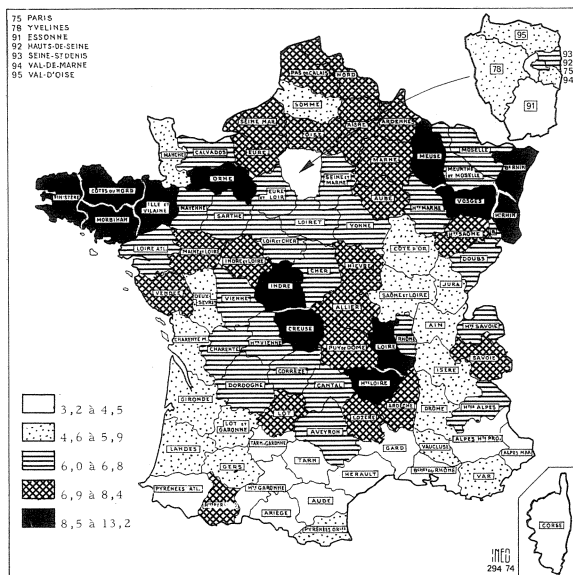 75 PARIS
78 YVELINES
91 ESSONNE
92 HAUTS-DE-SEINE
93 SEINE-ST DENIS
94 VAL-DE-MARNE
95 VAL-D'OISE
95
93
92
75
94
78
91
PAS-DE-CALAIS
NORD
SOMME
SEINE MAR.
AISNE
ARDENNE
OISE
MANCHE
CALVADOS
EURE
MARNE
MEUSE
MOSELLE
MEURTHE ET MOSELLE
B.RHIN
ORNE
SEINE ET MARNE
CÔTES DU NORD
FINISTÈRE
ILLE ET VILAINE
MORBIHAN
MAYENNE
EURE ET LOIR
AUBE
VOSGES
H.RHIN
SARTHE
LOIRET
YONNE
HTE MARNE
HTE SAÔNE
LOIRE ATL.
MAINE ET LOIRE
INDRE ET LOIRE
LOIR ET CHER
CHER
NIÈVRE
CÔTE D'OR
DOUBS
VENDÉE
DEUX SEVRES
VIENNE
INDRE
ALLIER
SAÔNE ET LOIRE
JURA
CHARENTE M.
CHARENTE
HTE VIENNE
CREUSE
PUY DE DÔME
LOIRE
RHÔNE
AIN
HTE SAVOIE
SAVOIE
CORRÈZE
DORDOGNE
CANTAL
HTE LOIRE
ISÈRE
GIRONDE
LOT
LOZÈRE
ARDÈCHE
DRÔME
HTES ALPES
LOT ET GARONNE
TARN-GARONNE
AVEYRON
LANDES
GERS
TARN
GARD
VAUCLUSE
ALPES HTE PROV.
ALPES MAR.
PYRÉNÉES ATL.
HTE GARONNE
HERAULT
BCHES DU RHÔNE
VAR
ARIÈGE
AUDE
PYRÉNÉES OR.
CORSE
3,2 à 4,5
4,6 à 5,9
6,0 à 6,8
6,9 à 8,4
8,5 à 13,2
INED
294 74